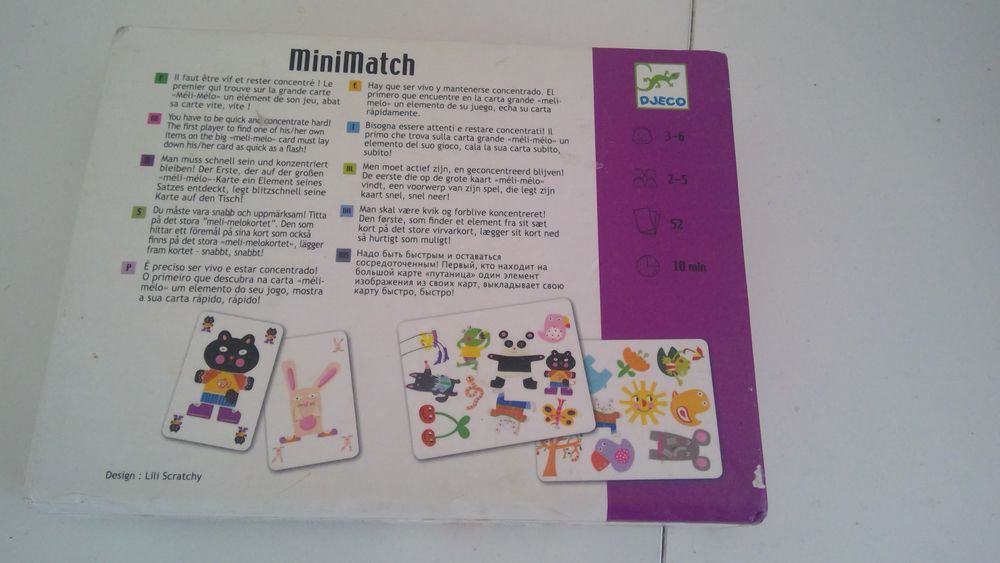 MiniMatch
F
Il faut être vif et rester concentré ! Le
premier qui trouve sur la grande carte
«Méli-Mélo» un élément de son jeu, abat
sa carte vite, vite !
GB
You have to be quick and concentrate hard!
The first player to find one of his/her own
items on the big «meli-melo» card must lay
down his/her card as quick as a flash!
D
Man muss schnell sein und konzentriert
bleiben! Der Erste, der auf der großen
«méli-mélo»-Karte ein Element seines
Satzes entdeckt, legt blitzschnell seine
Karte auf den Tisch!
S
Du måste vara snabb och uppmärksam! Titta
på det stora "meli-melokortet". Den som
hittar ett föremål på sina kort som också
finns på det stora «meli-melokortet», lägger
fram kortet - snabbt, snabbt!
P
É preciso ser vivo e estar concentrado!
O primeiro que descubra na carta «méli-
mélo» um elemento do seu jogo, mostra
a sua carta rápido, rápido!
E
Hay que ser vivo y mantenerse concentrado. El
primero que encuentre en la carta grande «meli-
melo» un elemento de su juego, echa su carta
rápidamente.
I
Bisogna essere attenti e restare concentrati! Il
primo che trova sulla carta grande «méli-mélo» un
elemento del suo gioco, cala la sua carta subito,
subito!
NL
Men moet actief zijn, en geconcentreerd blijven!
De eerste die op de grote kaart «méli-mélo»
vindt, een voorwerp van zijn spel, die legt zijn
kaart snel, snel neer!
DK
Man skal være kvik og forblive koncentreret!
Den første, som finder et element fra sit sæt
kort på det store virvarkort, lægger sit kort ned
så hurtigt som muligt!
RUS
Надо быть быстрым и оставаться
сосредоточенным! Первый, кто находит на
большой карте «путаница» один элемент
изображения из своих карт, выкладывает свою
карту быстро, быстро!
DJECO
3-6
2-5
52
10 min
Design : Lili Scratchy